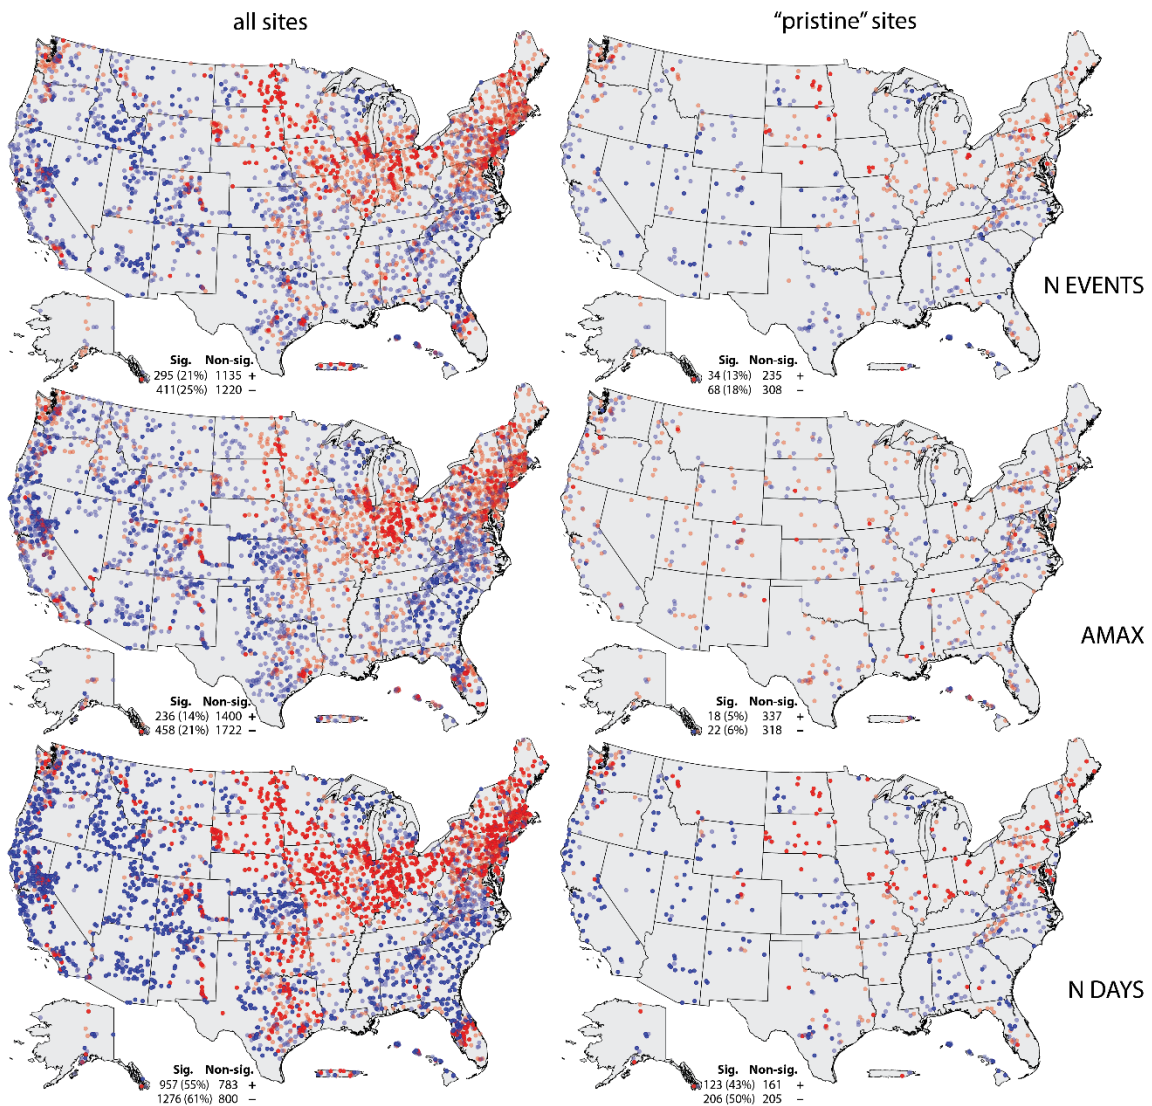 all sites
“pristine” sites
N EVENTS
Sig. Non-sig.
295 (21%) 1135 +
411 (25%) 1220 –
Sig. Non-sig.
34 (13%) 235 +
68 (18%) 308 –
AMAX
Sig. Non-sig.
236 (14%) 1400 +
458 (21%) 1722 –
Sig. Non-sig.
18 (5%) 337 +
22 (6%) 318 –
N DAYS
Sig. Non-sig.
957 (55%) 783 +
1276 (61%) 800 –
Sig. Non-sig.
123 (43%) 161 +
206 (50%) 205 –